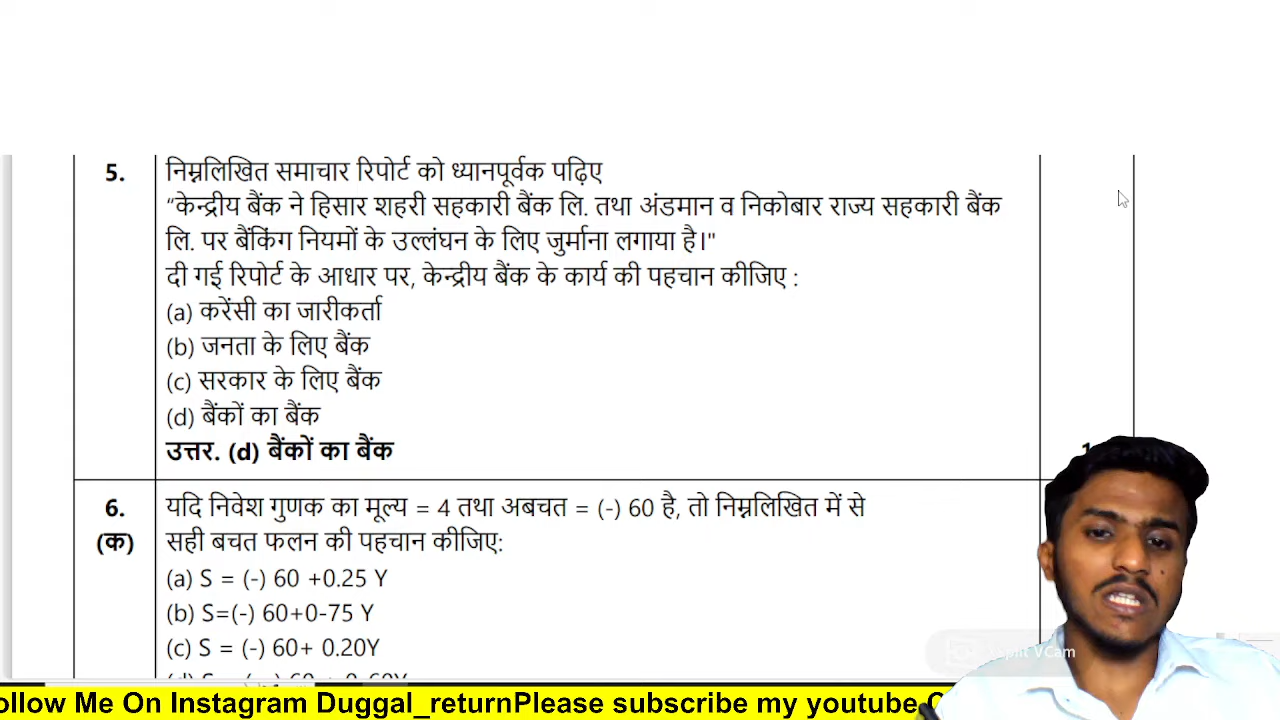 5.
निम्नलिखित समाचार रिपोर्ट को ध्यानपूर्वक पढ़िए
“केन्द्रीय बैंक ने हिसार शहरी सहकारी बैंक लि. तथा अंडमान व निकोबार राज्य सहकारी बैंक
लि. पर बैंकिंग नियमों के उल्लंघन के लिए जुर्माना लगाया है।"
दी गई रिपोर्ट के आधार पर, केन्द्रीय बैंक के कार्य की पहचान कीजिए :
(a) करेंसी का जारीकर्ता
(b) जनता के लिए बैंक
(c) सरकार के लिए बैंक
(d) बैंकों का बैंक
उत्तर. (d) बैंकों का बैंक
6.
(क)
यदि निवेश गुणक का मूल्य = 4 तथा अबचत = (-) 60 है, तो निम्नलिखित में से
सही बचत फलन की पहचान कीजिए:
(a) S = (-) 60 +0.25 Y
(b) S=(-) 60+0-75 Y
(c) S = (-) 60+ 0.20Y
VCam
ollow Me On Instagram Duggal_returnPlease subscribe my youtube